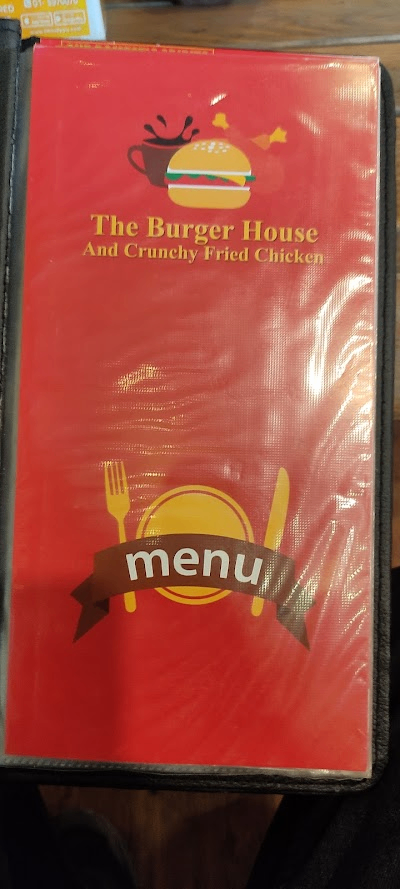 The Burger House
And Crunchy Fried Chicken
menu